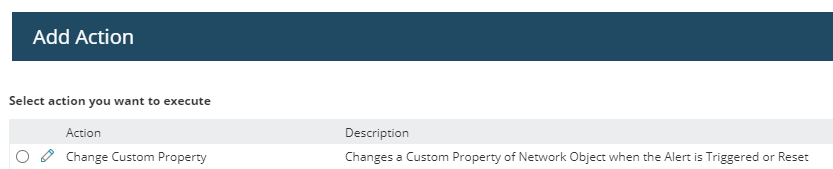 Add Action
Select action you want to execute
Action Description
Change Custom Property Changes a Custom Property of Network Object when the Alert is Triggered or Reset